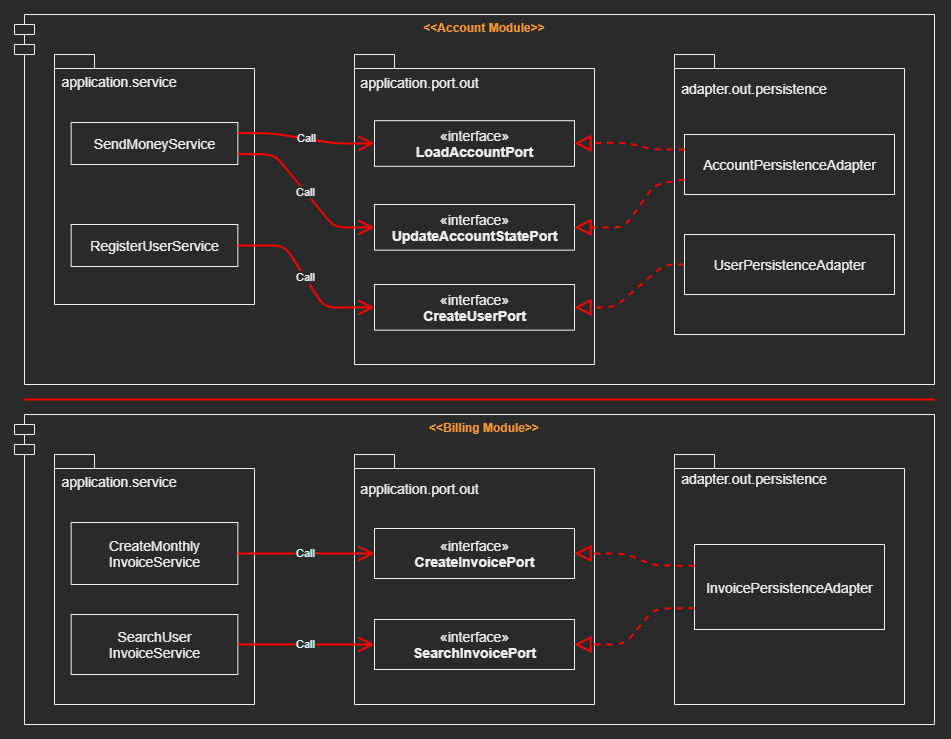 <<Account Module>>
application.service
application.port.out
adapter.out.persistence
SendMoneyService
Call
«interface»
LoadAccountPort
AccountPersistenceAdapter
Call
«interface»
UpdateAccountStatePort
RegisterUserService
UserPersistenceAdapter
Call
«interface»
CreateUserPort
<<Billing Module>>
application.service
application.port.out
adapter.out.persistence
CreateMonthly
InvoiceService
Call
«interface»
CreateInvoicePort
InvoicePersistenceAdapter
SearchUser
InvoiceService
Call
«interface»
SearchInvoicePort